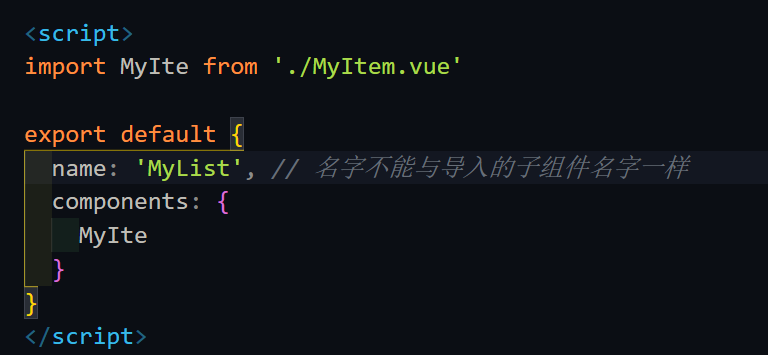 <script>
import MyIte from './MyItem.vue'
export default {
name: 'MyList', // 名字不能与导入的子组件名字一样
components: {
MyIte
}
}
</script>